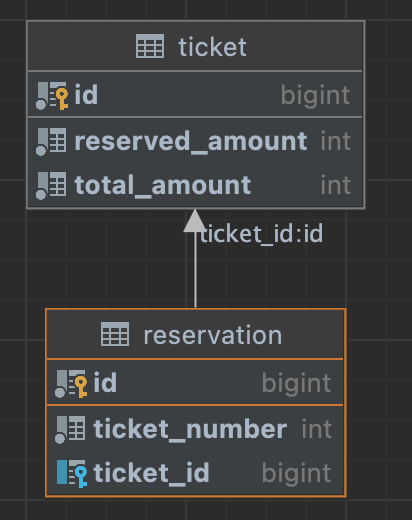 ticket
id bigint
reserved_amount int
total_amount int
ticket_id:id
reservation
id bigint
ticket_number int
ticket_id bigint